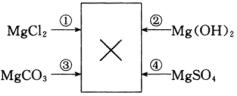 MgCl₂ ① ② Mg(OH)₂
MgCO₃ ③ ④ MgSO₄